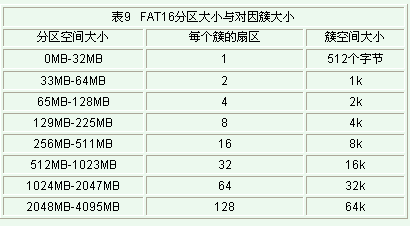 表9 FAT16分区大小与对因簇大小
分区空间大小 每个簇的扇区 簇空间大小
0MB-32MB 1 512个字节
33MB-64MB 2 1k
65MB-128MB 4 2k
129MB-225MB 8 4k
256MB-511MB 16 8k
512MB-1023MB 32 16k
1024MB-2047MB 64 32k
2048MB-4095MB 128 64k